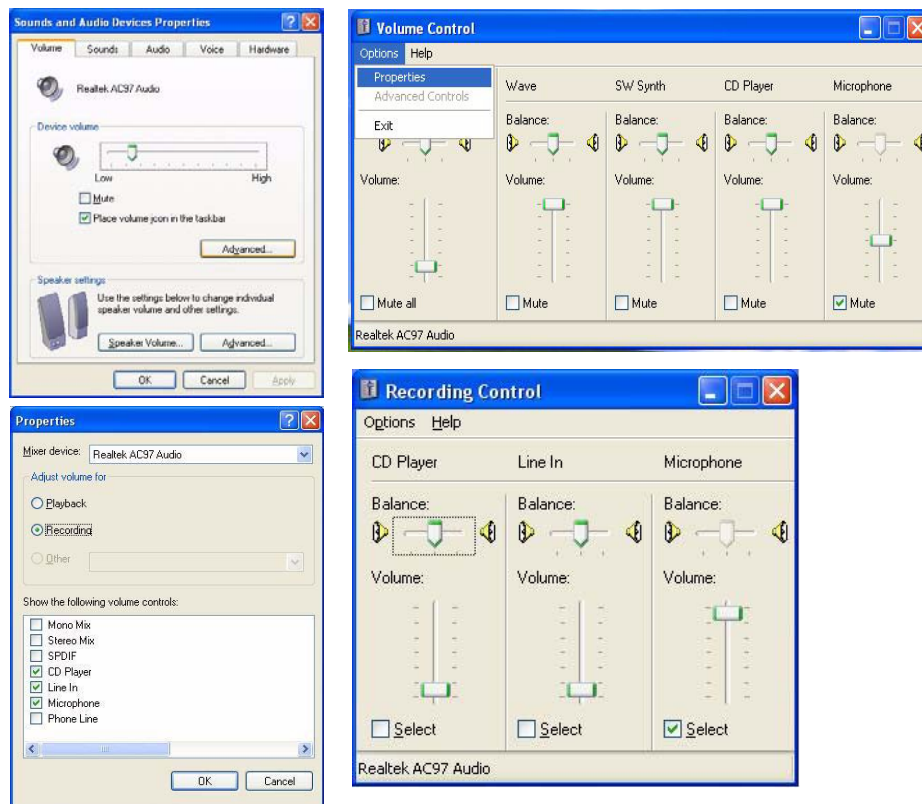 Sounds and Audio Devices Properties
Volume Sounds Audio Voice Hardware
Realtek AC97 Audio
Device volume
Low High
Mute
Place volume icon in the taskbar
Advanced...
Speaker settings
Use the settings below to change individual
speaker volume and other settings.
Speaker Volume... Advanced...
OK Cancel Apply
Volume Control
Options Help
Properties
Advanced Controls
Exit
Wave SW Synth CD Player Microphone
Balance: Balance: Balance: Balance:
Volume: Volume: Volume: Volume: Volume:
Mute all Mute Mute Mute Mute
Realtek AC97 Audio
Properties
Mixer device: Realtek AC97 Audio
Adjust volume for
Playback
Recording
Other
Show the following volume controls:
Mono Mix
Stereo Mix
SPDIF
CD Player
Line In
Microphone
Phone Line
OK Cancel
Recording Control
Options Help
CD Player Line In Microphone
Balance: Balance: Balance:
Volume: Volume: Volume:
Select Select Select
Realtek AC97 Audio